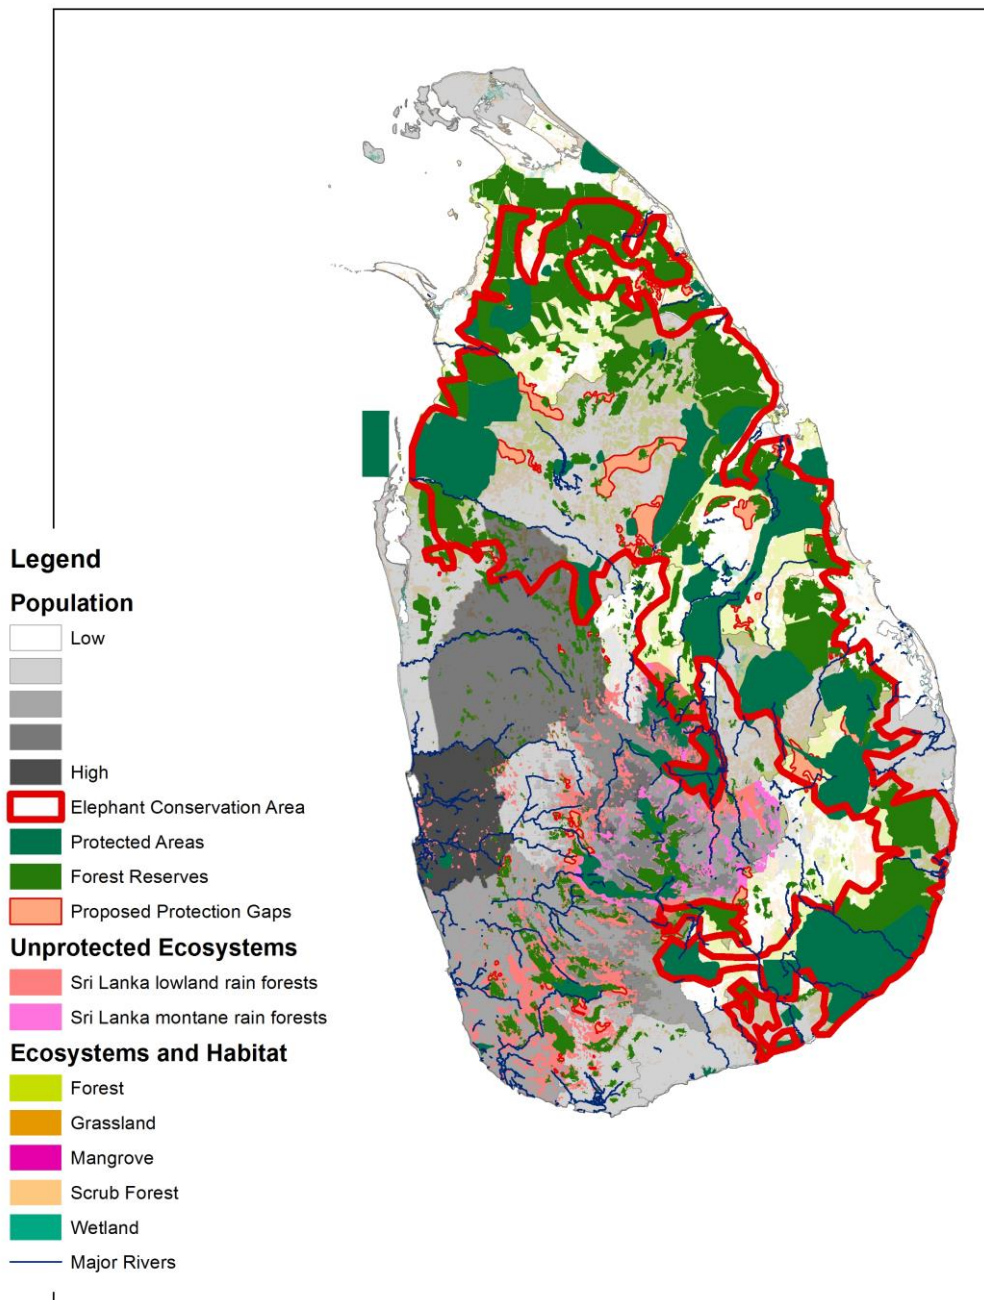 Legend
Population
Low
High
Elephant Conservation Area
Protected Areas
Forest Reserves
Proposed Protection Gaps
Unprotected Ecosystems
Sri Lanka lowland rain forests
Sri Lanka montane rain forests
Ecosystems and Habitat
Forest
Grassland
Mangrove
Scrub Forest
Wetland
Major Rivers